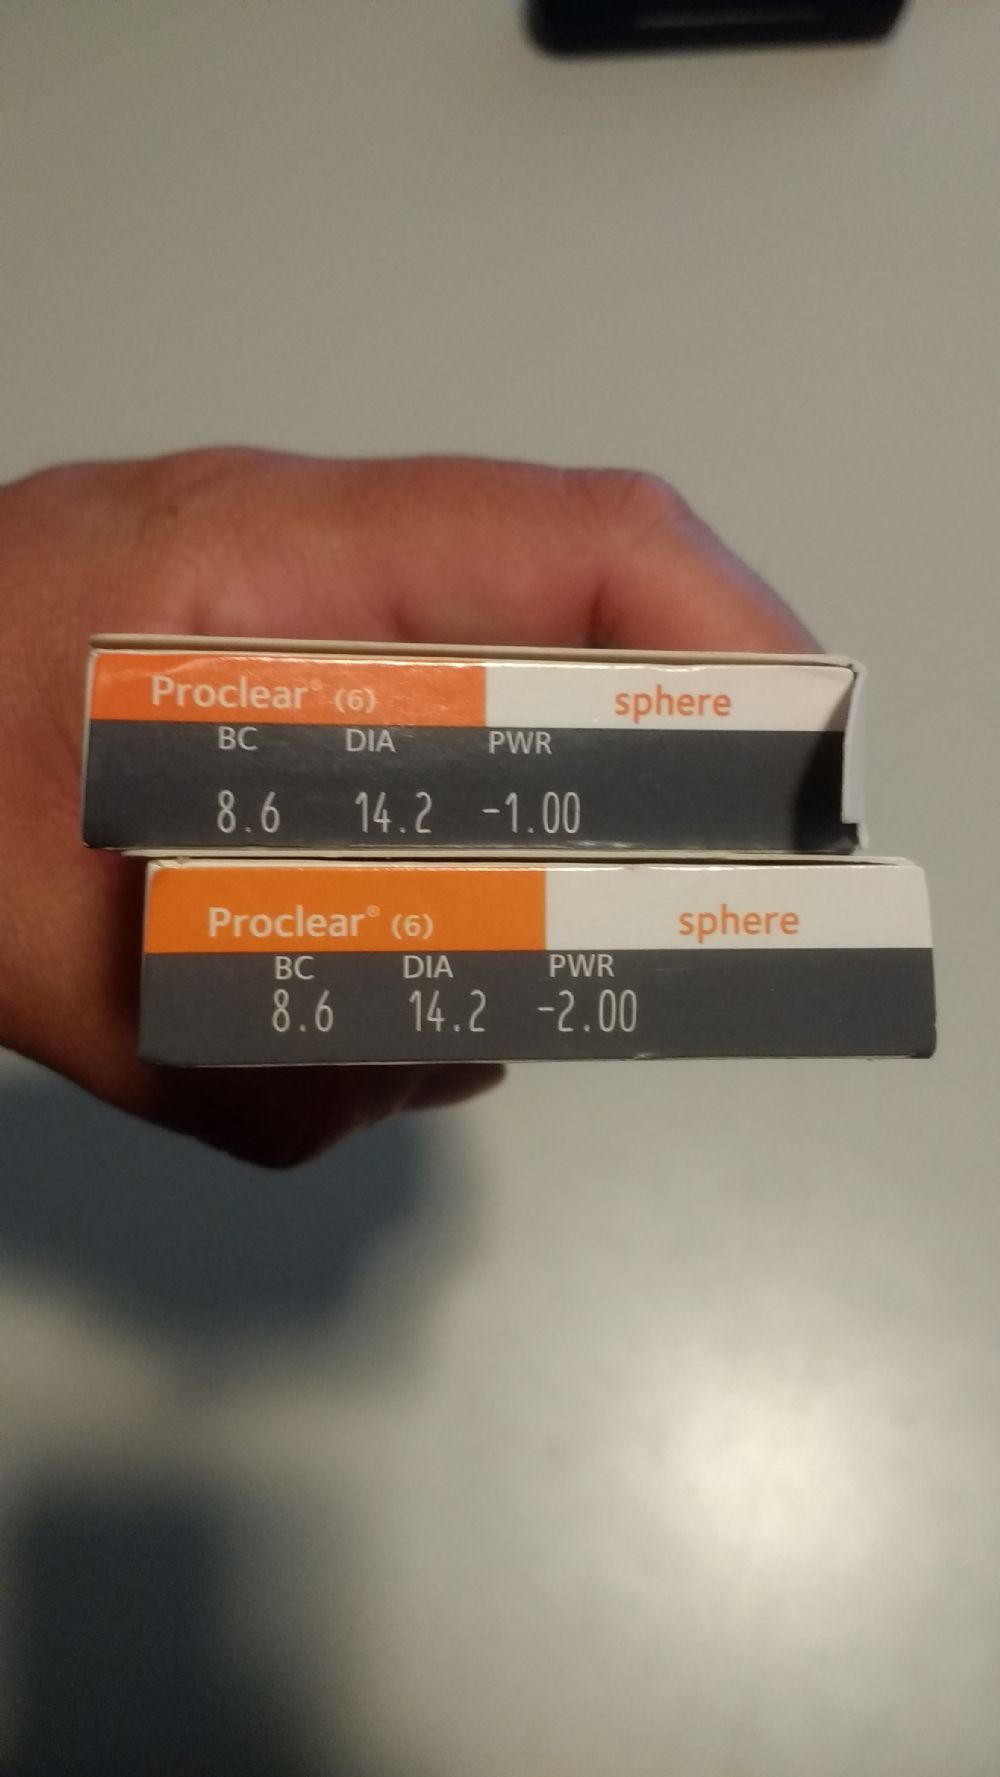 Proclear® (6) sphere
BC DIA PWR
8.6 14.2 -1.00
Proclear® (6) sphere
BC DIA PWR
8.6 14.2 -2.00